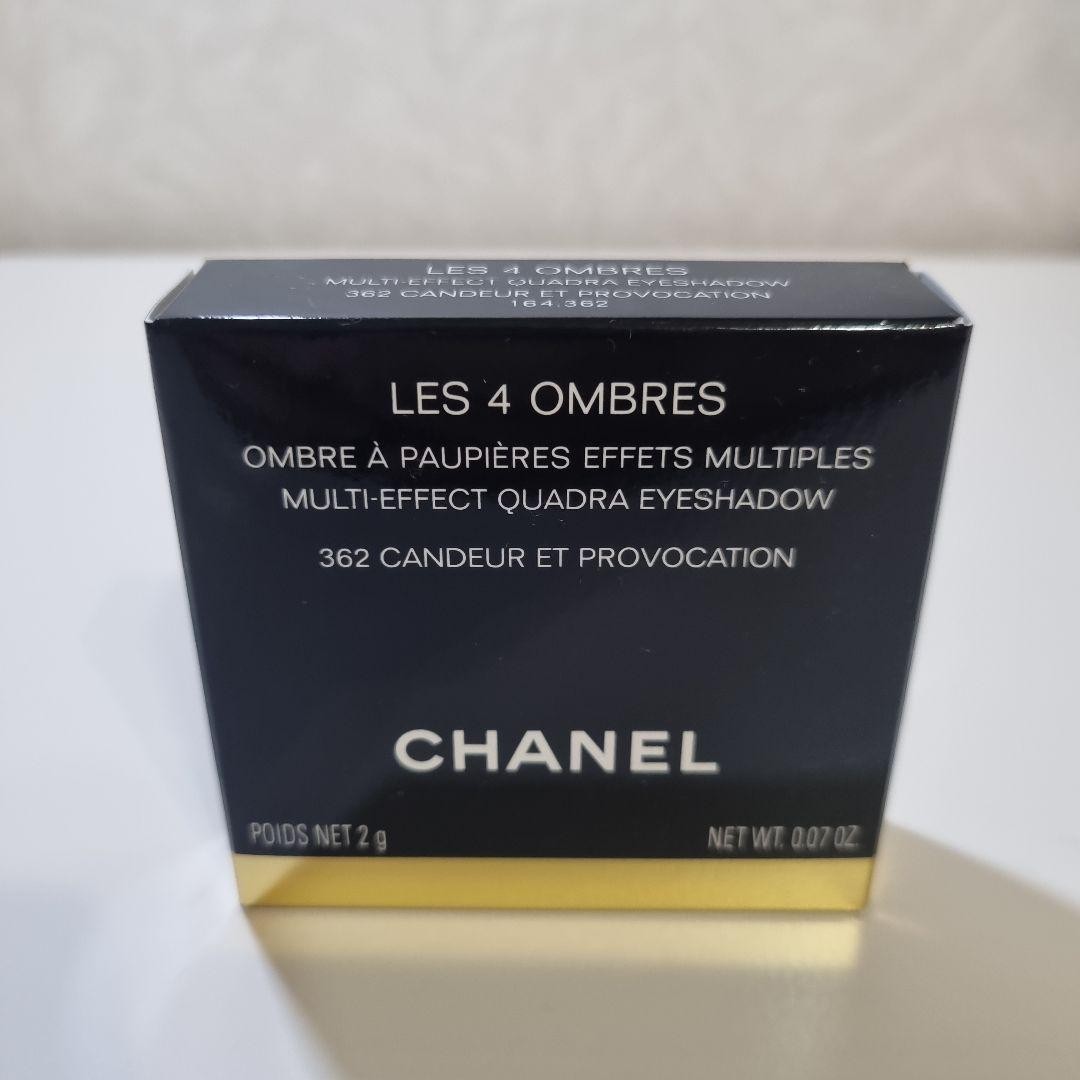 LES 4 OMBRES
MULTI-EFFECT QUADRA EYESHADOW
362 CANDEUR ET PROVOCATION
164.362
LES 4 OMBRES
OMBRE À PAUPIÈRES EFFETS MULTIPLES
MULTI-EFFECT QUADRA EYESHADOW
362 CANDEUR ET PROVOCATION
CHANEL
POIDS NET 2 g NET WT. 0.07 OZ.